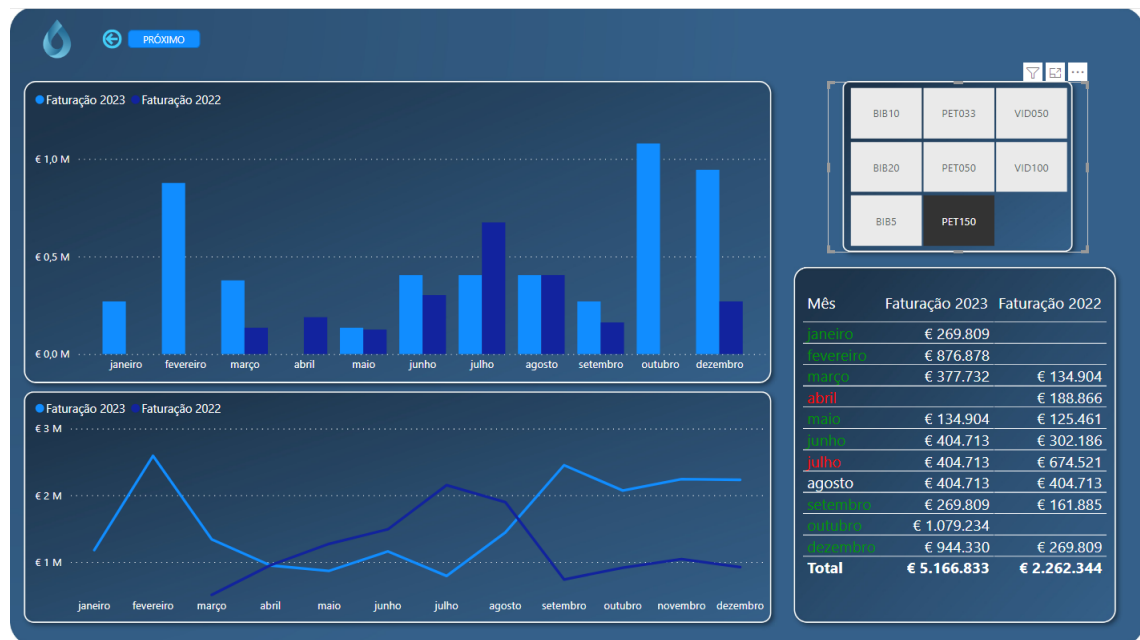 PRÓXIMO
Faturação 2023 Faturação 2022
€ 1,0 M
€ 0,5 M
€ 0,0 M
janeiro fevereiro março abril maio junho julho agosto setembro outubro dezembro
Faturação 2023 Faturação 2022
€ 3 M
€ 2 M
€ 1 M
janeiro fevereiro março abril maio junho julho agosto setembro outubro novembro dezembro
BIB10 PET033 VID050
BIB20 PET050 VID100
BIB5 PET150
Mês Faturação 2023 Faturação 2022
janeiro € 269.809
fevereiro € 876.878
março € 377.732 € 134.904
abril € 188.866
maio € 134.904 € 125.461
junho € 404.713 € 302.186
julho € 404.713 € 674.521
agosto € 404.713 € 404.713
setembro € 269.809 € 161.885
outubro € 1.079.234
dezembro € 944.330 € 269.809
Total € 5.166.833 € 2.262.344